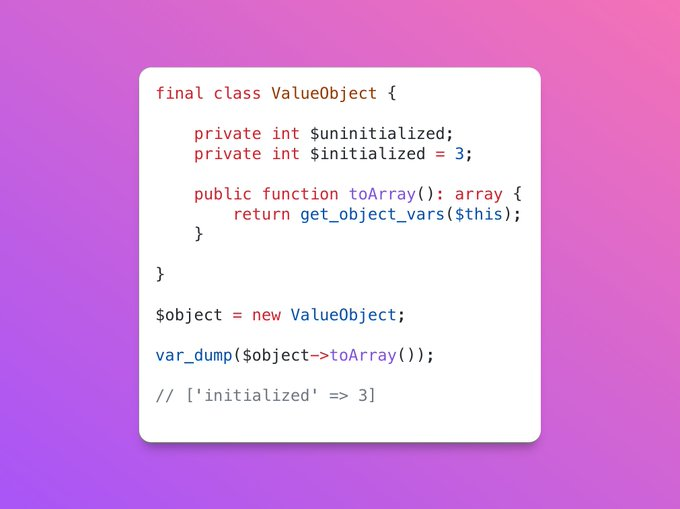 final class ValueObject {
private int $uninitialized;
private int $initialized = 3;
public function toArray(): array {
return get_object_vars($this);
}
}
$object = new ValueObject;
var_dump($object->toArray());
// ['initialized' => 3]